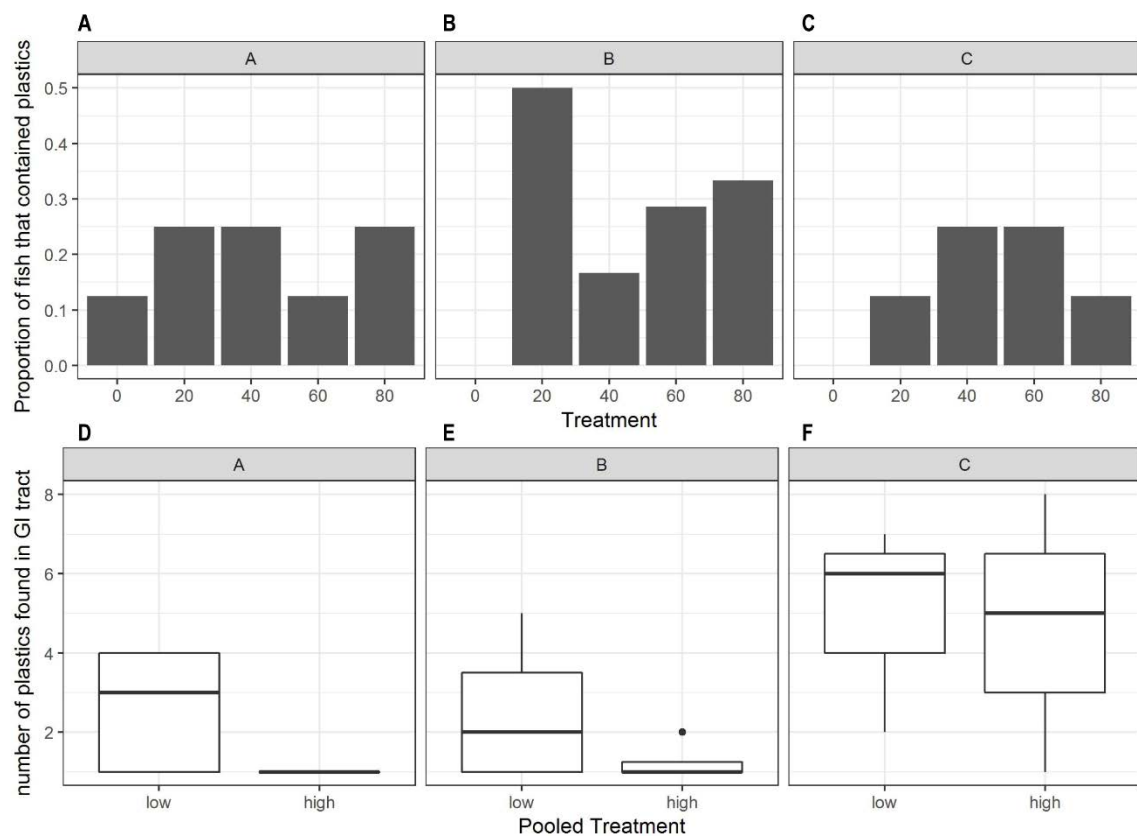 A B C
A B C
Proportion of fish that contained plastics
0.5
0.4
0.3
0.2
0.1
0.0
0 20 40 60 80 0 20 40 60 80 0 20 40 60 80
Treatment
D E F
A B C
number of plastics found in GI tract
8
6
4
2
low high low high low high
Pooled Treatment